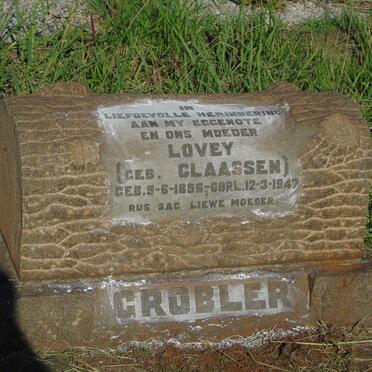 IN
LIEFDEVOLLE HERINNERING
AAN MY EGGENOTE
EN ONS MOEDER
LOVEY
(GEB. CLAASSEN)
GEB. 9-6-1896-OORL. 12-3-1947
RUS SAG LIEWE MOEDER
GROBLER